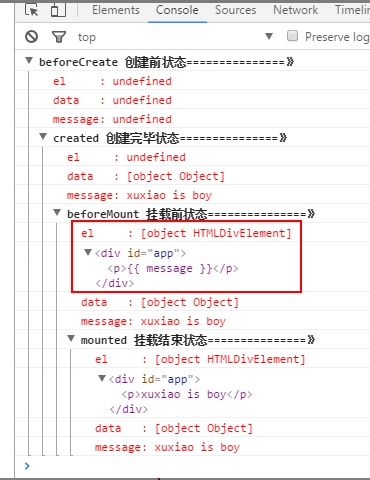 Elements Console Sources Network Timelin
top Preserve log
beforeCreate 创建前状态===============》
el : undefined
data : undefined
message: undefined
created 创建完毕状态===============》
el : undefined
data : [object Object]
message: xuxiao is boy
beforeMount 挂载前状态===============》
el : [object HTMLDivElement]
<div id="app">
<p>{{ message }}</p>
</div>
data : [object Object]
message: xuxiao is boy
mounted 挂载结束状态===============》
el : [object HTMLDivElement]
<div id="app">
<p>xuxiao is boy</p>
</div>
data : [object Object]
message: xuxiao is boy
>